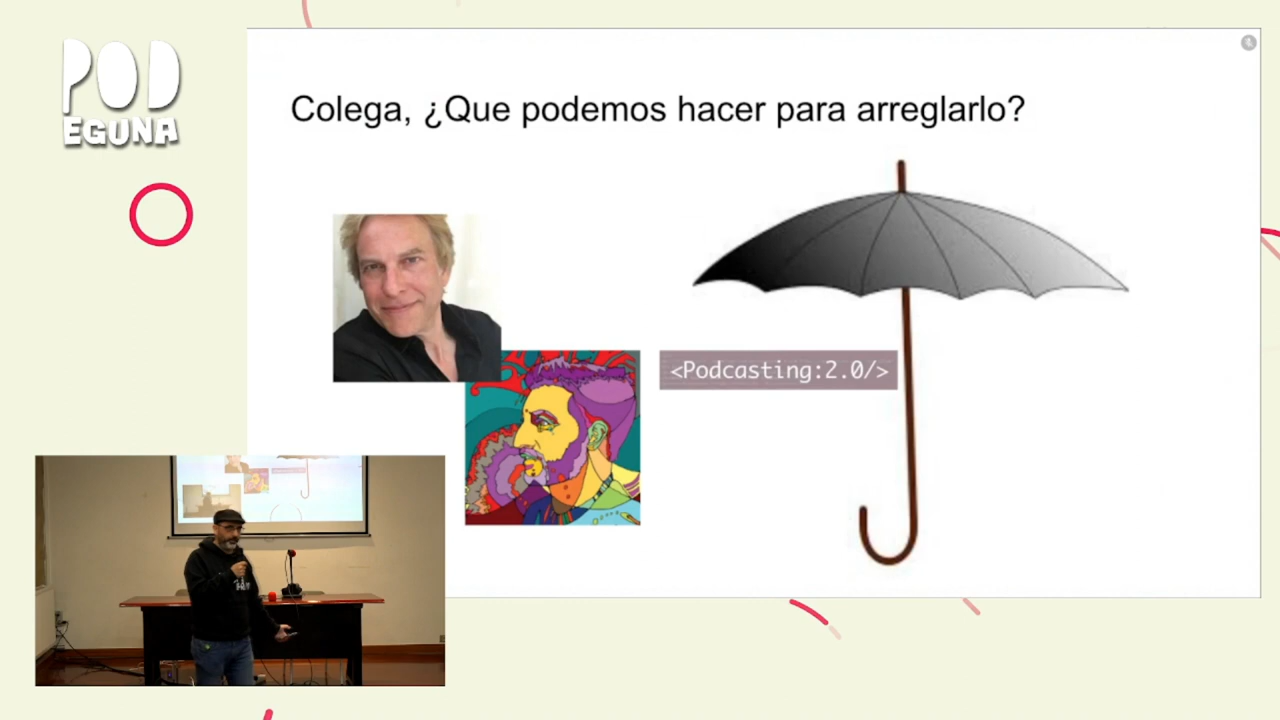 POD
EGUNA
Colega, ¿Que podemos hacer para arreglarlo?
<Podcasting:2.0/>